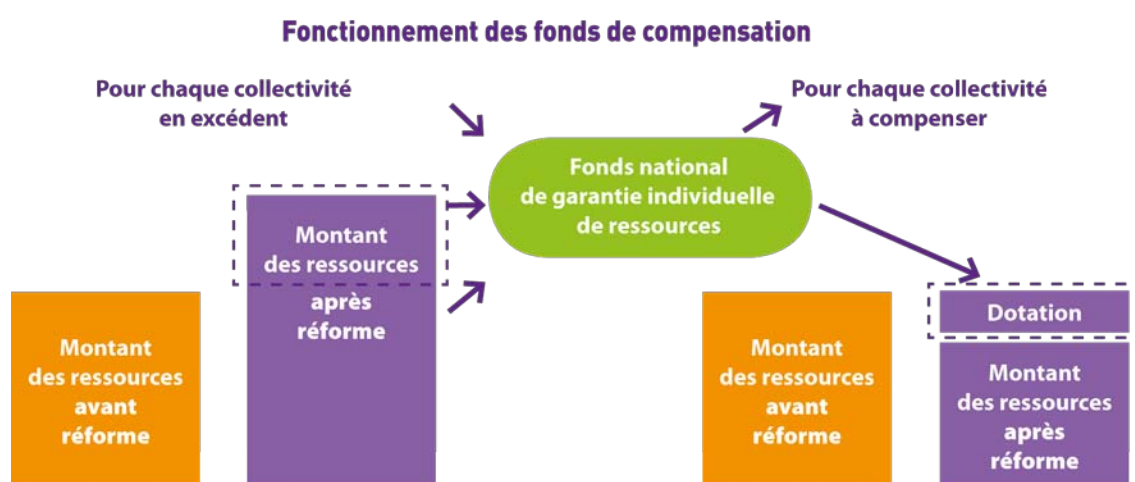 Fonctionnement des fonds de compensation
Pour chaque collectivité
en excédent
Pour chaque collectivité
à compenser
Fonds national
de garantie individuelle
de ressources
Montant
des ressources
après
réforme
Montant
des ressources
avant
réforme
Montant
des ressources
avant
réforme
Dotation
Montant
des ressources
après
réforme